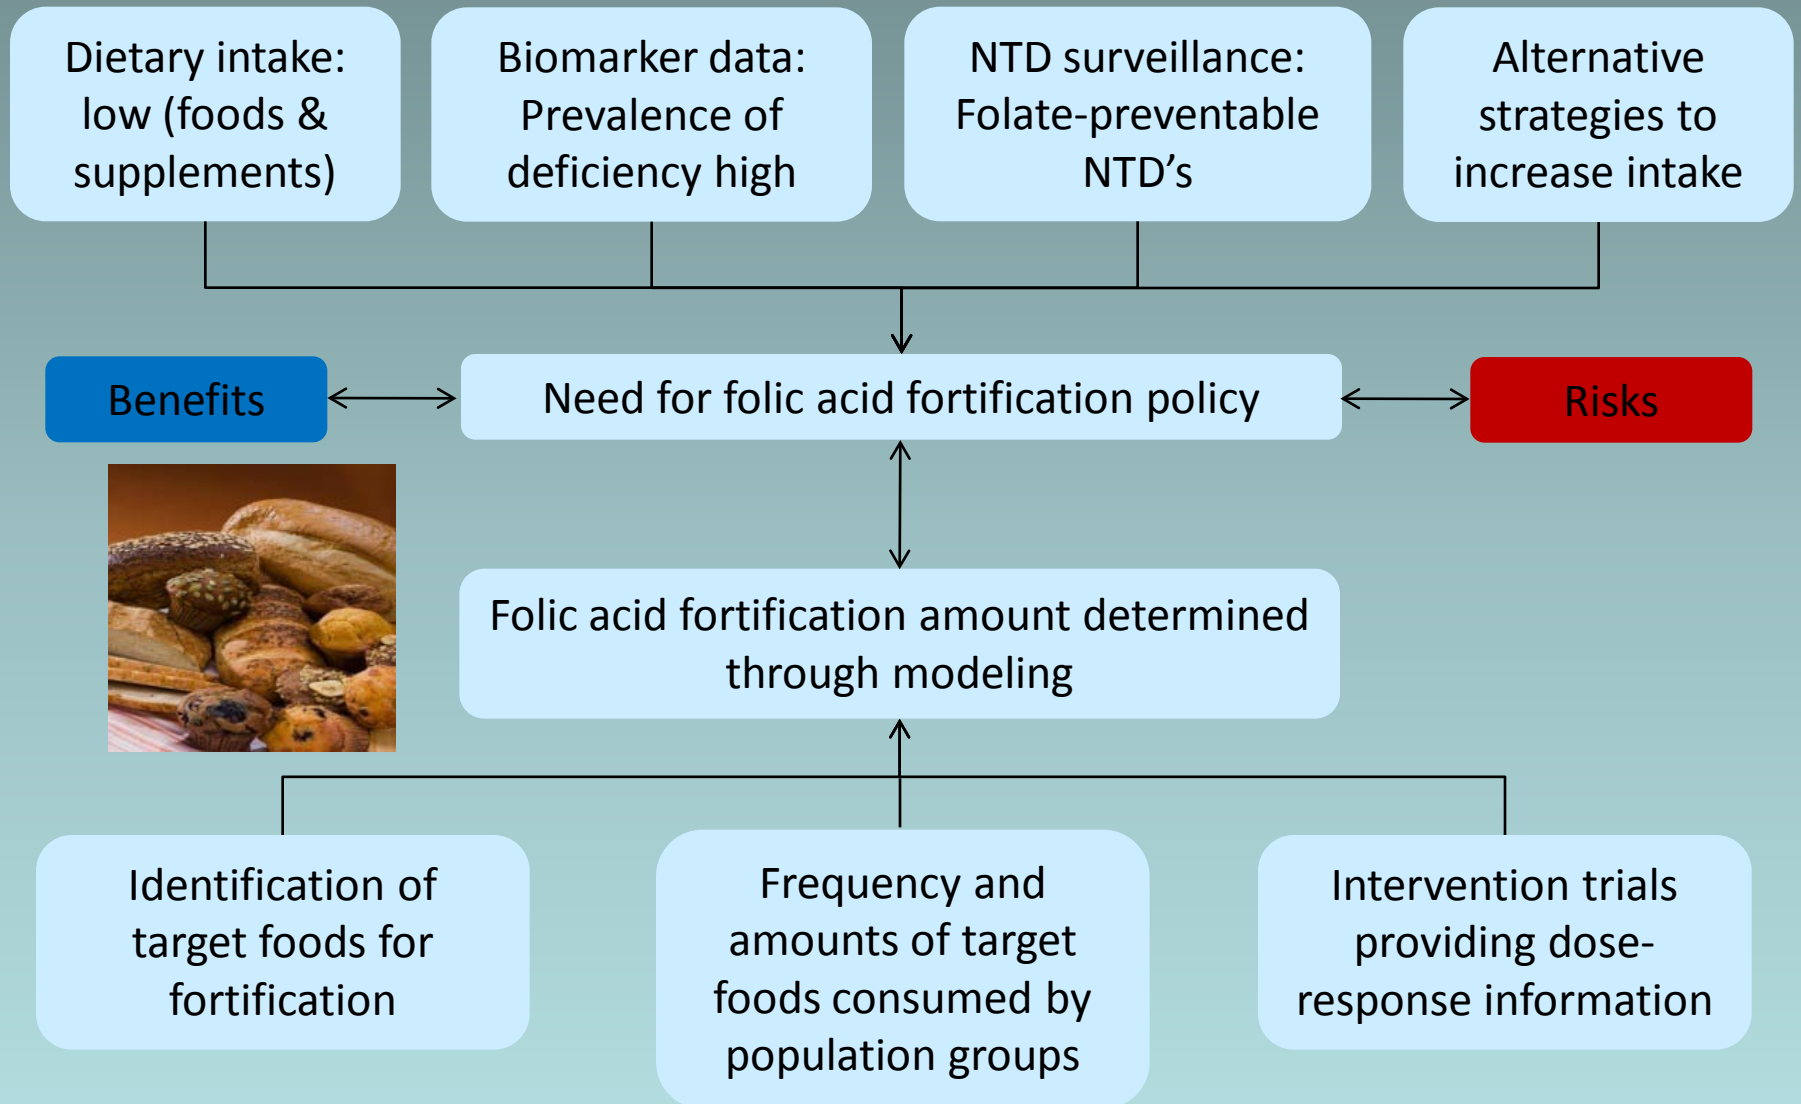 Dietary intake:
low (foods &
supplements)
Biomarker data:
Prevalence of
deficiency high
NTD surveillance:
Folate-preventable
NTD’s
Alternative
strategies to
increase intake
Benefits
Need for folic acid fortification policy
Risks
Folic acid fortification amount determined
through modeling
Identification of
target foods for
fortification
Frequency and
amounts of target
foods consumed by
population groups
Intervention trials
providing dose-
response information